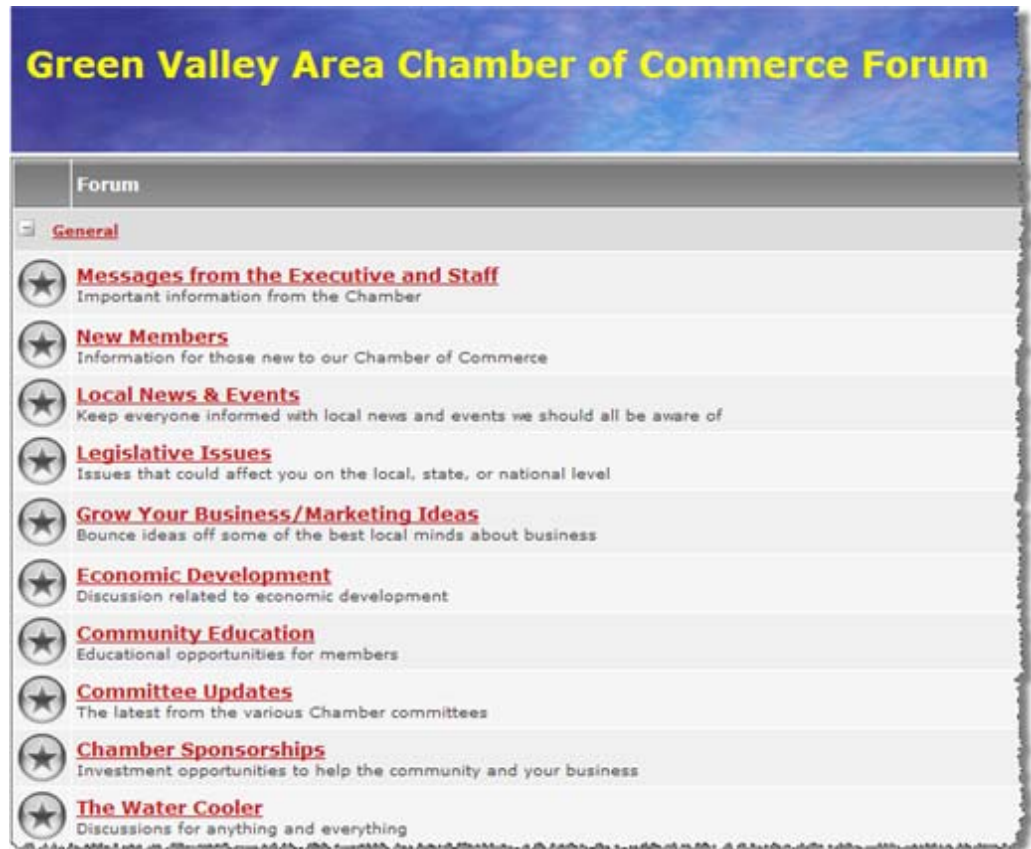 Green Valley Area Chamber of Commerce Forum
Forum
General
Messages from the Executive and Staff
Important information from the Chamber
New Members
Information for those new to our Chamber of Commerce
Local News & Events
Keep everyone informed with local news and events we should all be aware of
Legislative Issues
Issues that could affect you on the local, state, or national level
Grow Your Business/Marketing Ideas
Bounce ideas off some of the best local minds about business
Economic Development
Discussion related to economic development
Community Education
Educational opportunities for members
Committee Updates
The latest from the various Chamber committees
Chamber Sponsorships
Investment opportunities to help the community and your business
The Water Cooler
Discussions for anything and everything